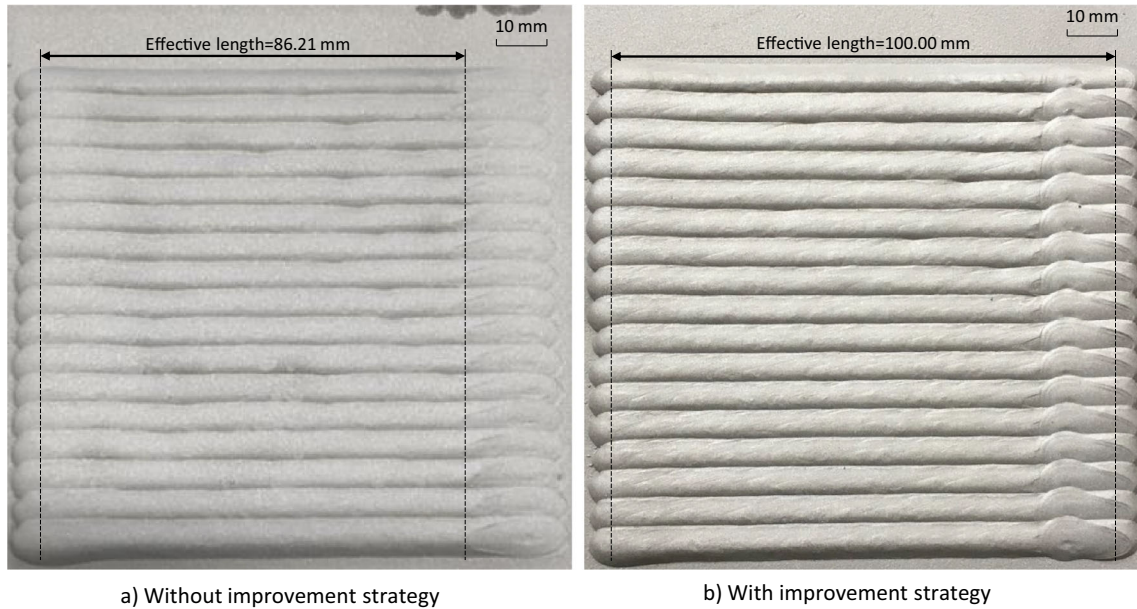 10 mm
Effective length=86.21 mm
10 mm
Effective length=100.00 mm
a) Without improvement strategy
b) With improvement strategy